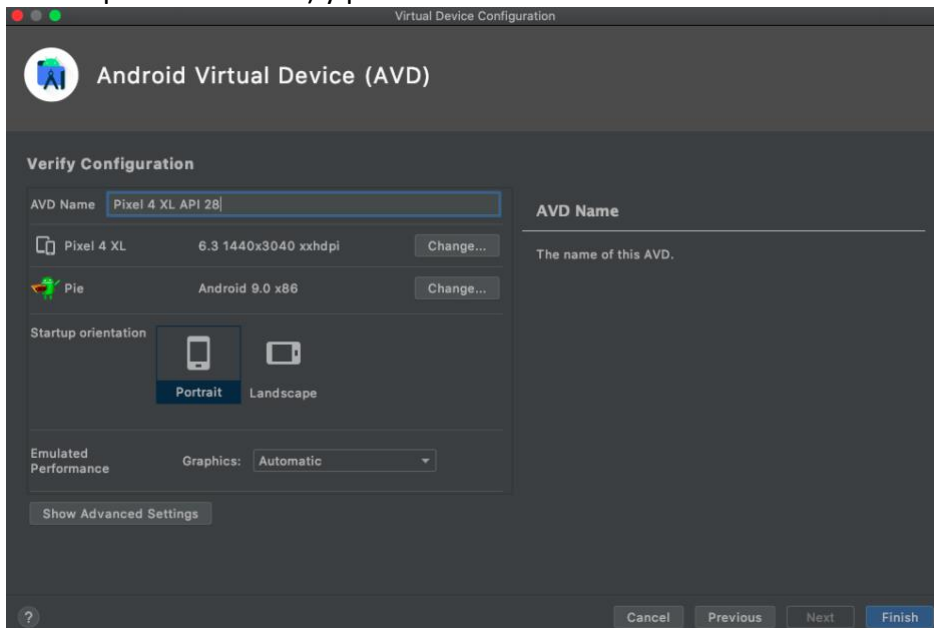 Virtual Device Configuration
Android Virtual Device (AVD)
Verify Configuration
AVD Name Pixel 4 XL API 28
Pixel 4 XL 6.3 1440x3040 xxhdpi Change...
Pie Android 9.0 x86 Change...
Startup orientation
Portrait Landscape
Emulated
Performance
Graphics: Automatic
Show Advanced Settings
AVD Name
The name of this AVD.
? Cancel Previous Next Finish